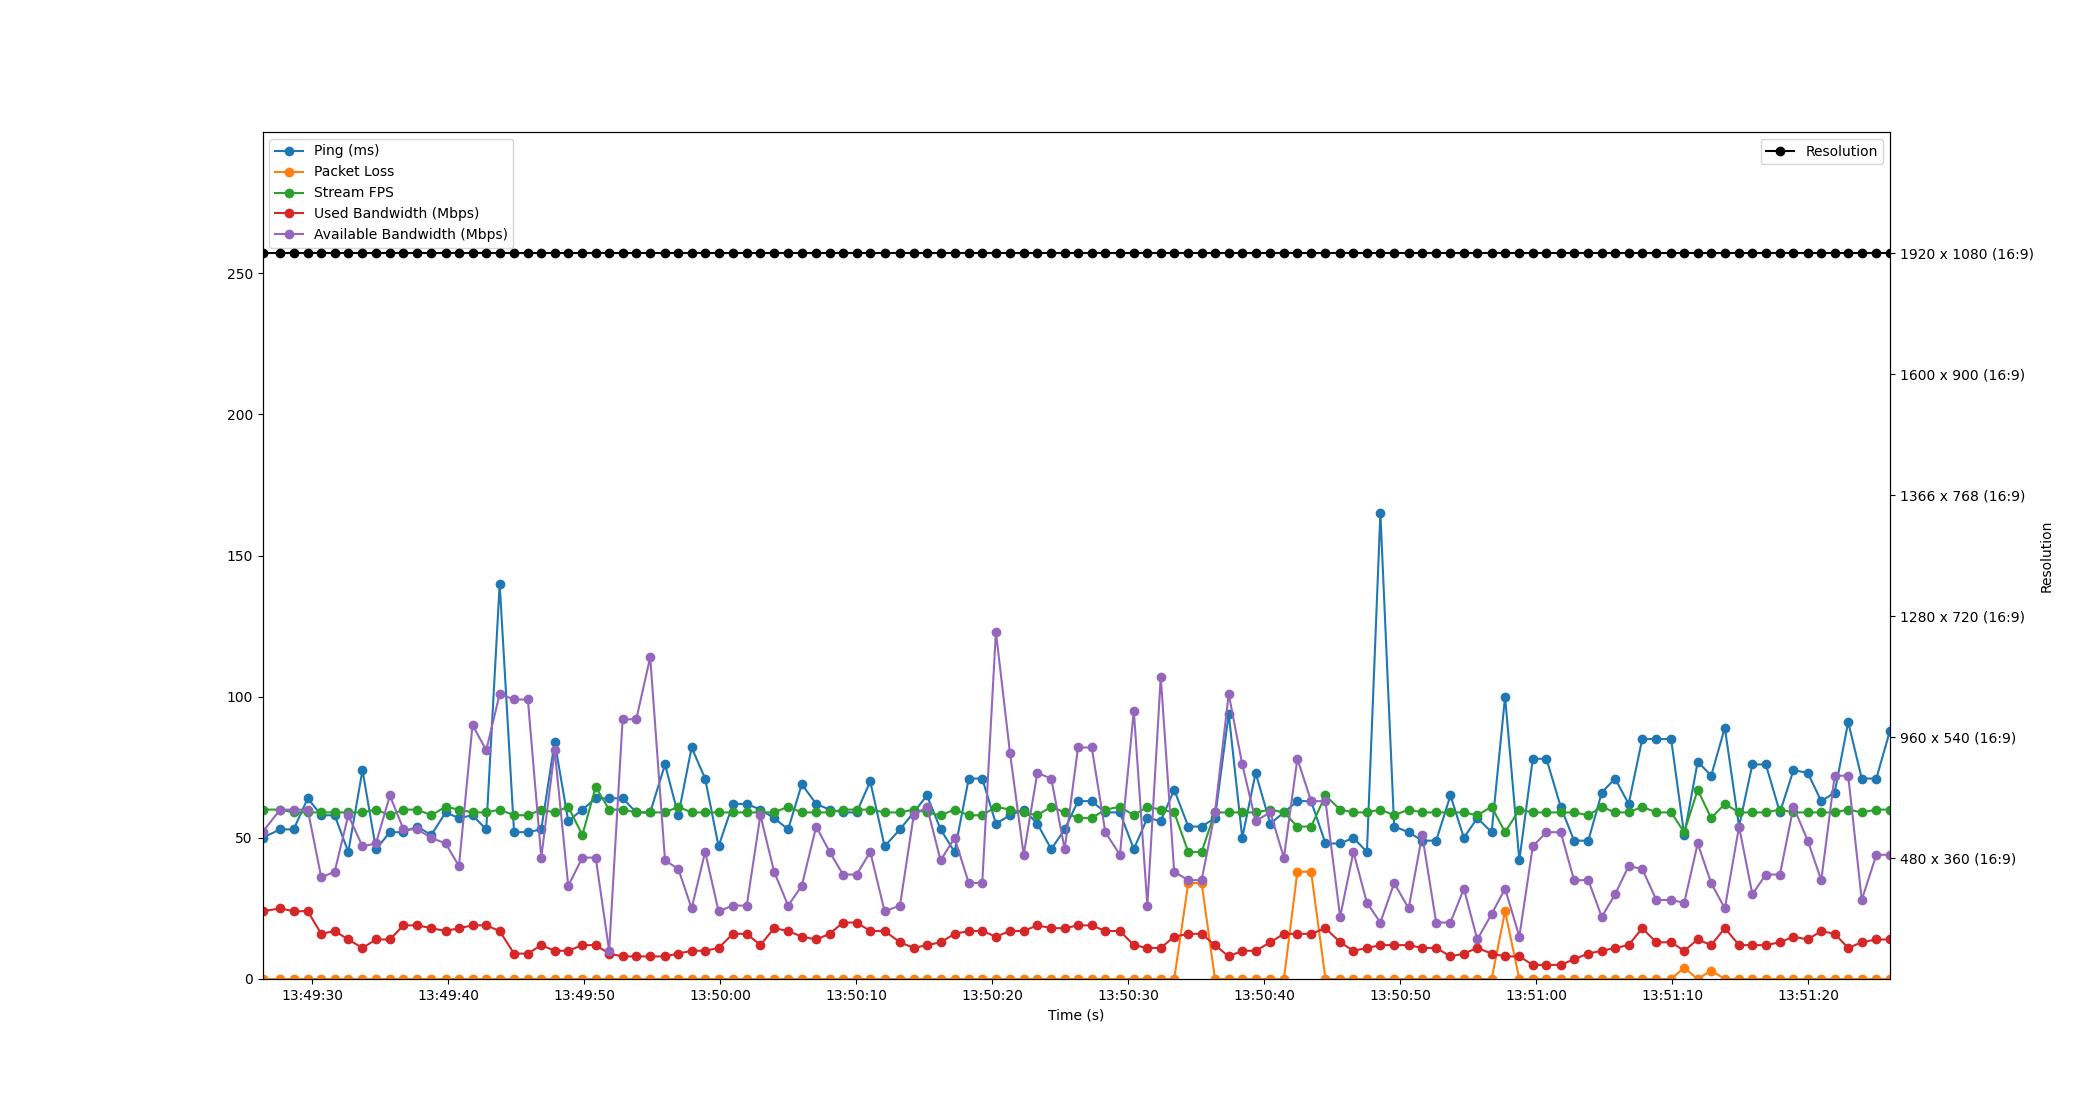 Ping (ms)
Packet Loss
Stream FPS
Used Bandwidth (Mbps)
Available Bandwidth (Mbps)
Resolution
250
200
150
100
50
0
1920 x 1080 (16:9)
1600 x 900 (16:9)
1366 x 768 (16:9)
1280 x 720 (16:9)
960 x 540 (16:9)
480 x 360 (16:9)
Resolution
13:49:30
13:49:40
13:49:50
13:50:00
13:50:10
13:50:20
13:50:30
13:50:40
13:50:50
13:51:00
13:51:10
13:51:20
Time (s)